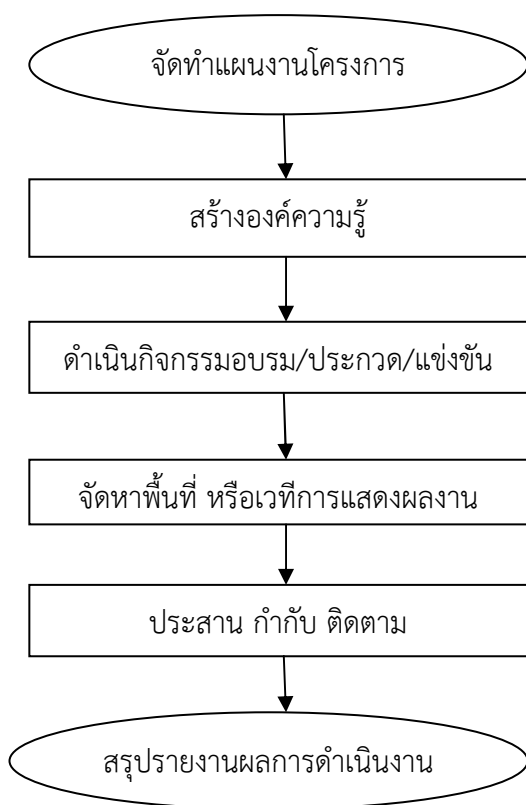 จัดทำแผนงานโครงการ
สร้างองค์ความรู้
ดำเนินกิจกรรมอบรม/ประกวด/แข่งขัน
จัดหาพื้นที่ หรือเวทีการแสดงผลงาน
ประสาน กำกับ ติดตาม
สรุปรายงานผลการดำเนินงาน